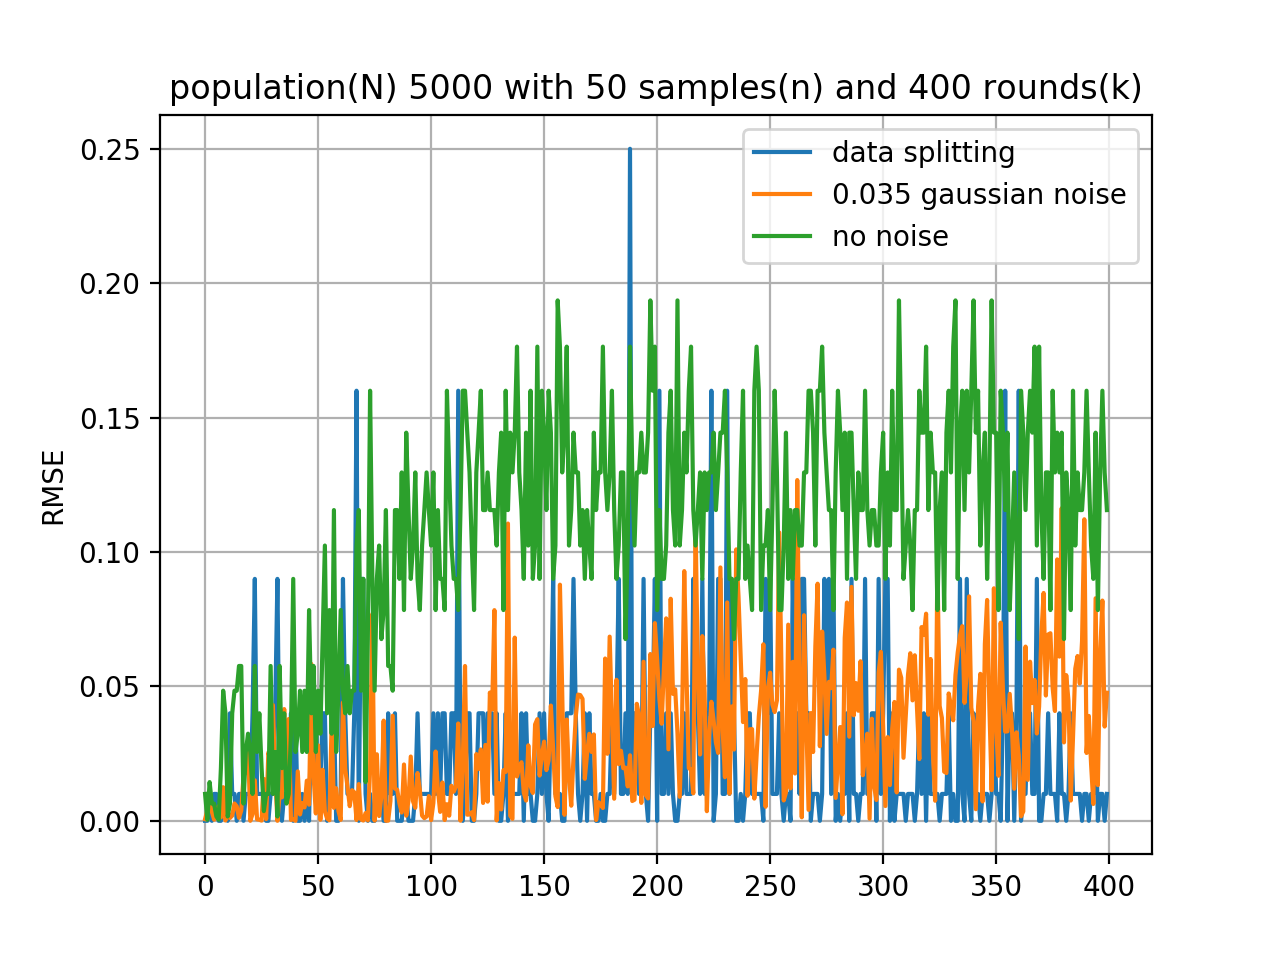 population(N) 5000 with 50 samples(n) and 400 rounds(k)
data splitting
0.035 gaussian noise
no noise
RMSE
0.25
0.20
0.15
0.10
0.05
0.00
0 50 100 150 200 250 300 350 400